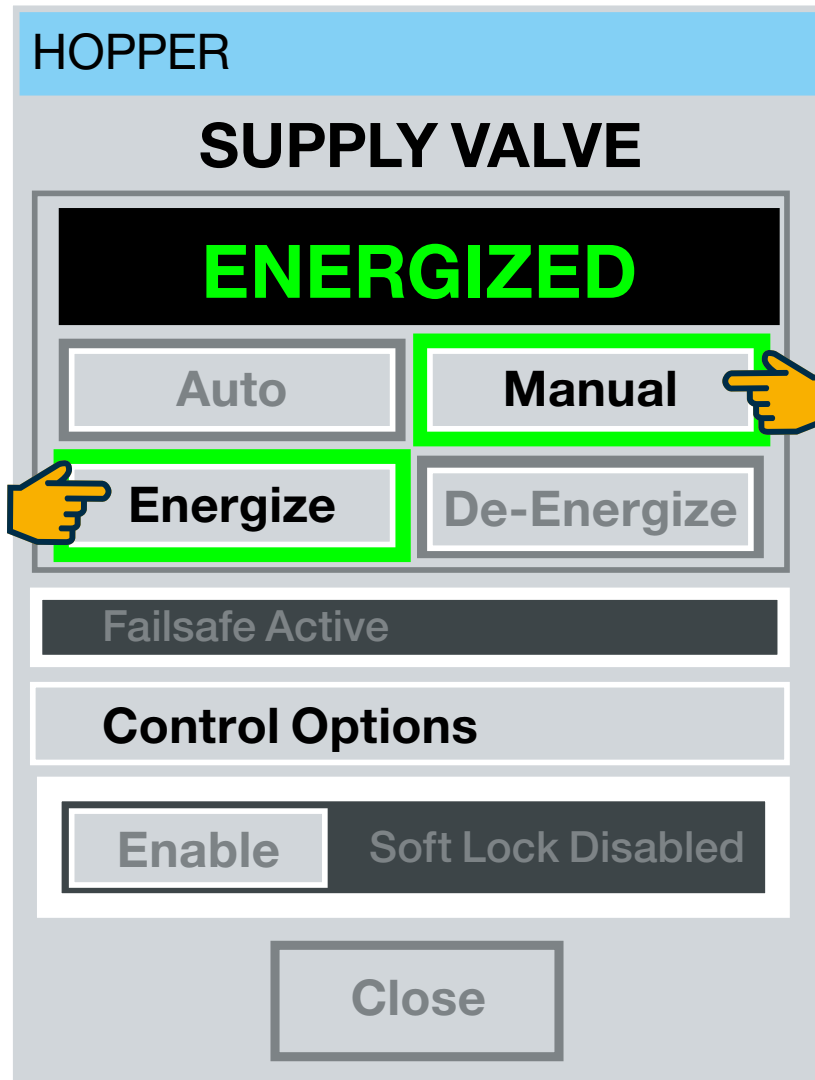 HOPPER
SUPPLY VALVE
ENERGIZED
Auto
Manual
Energize
De-Energize
Failsafe Active
Control Options
Enable
Soft Lock Disabled
Close